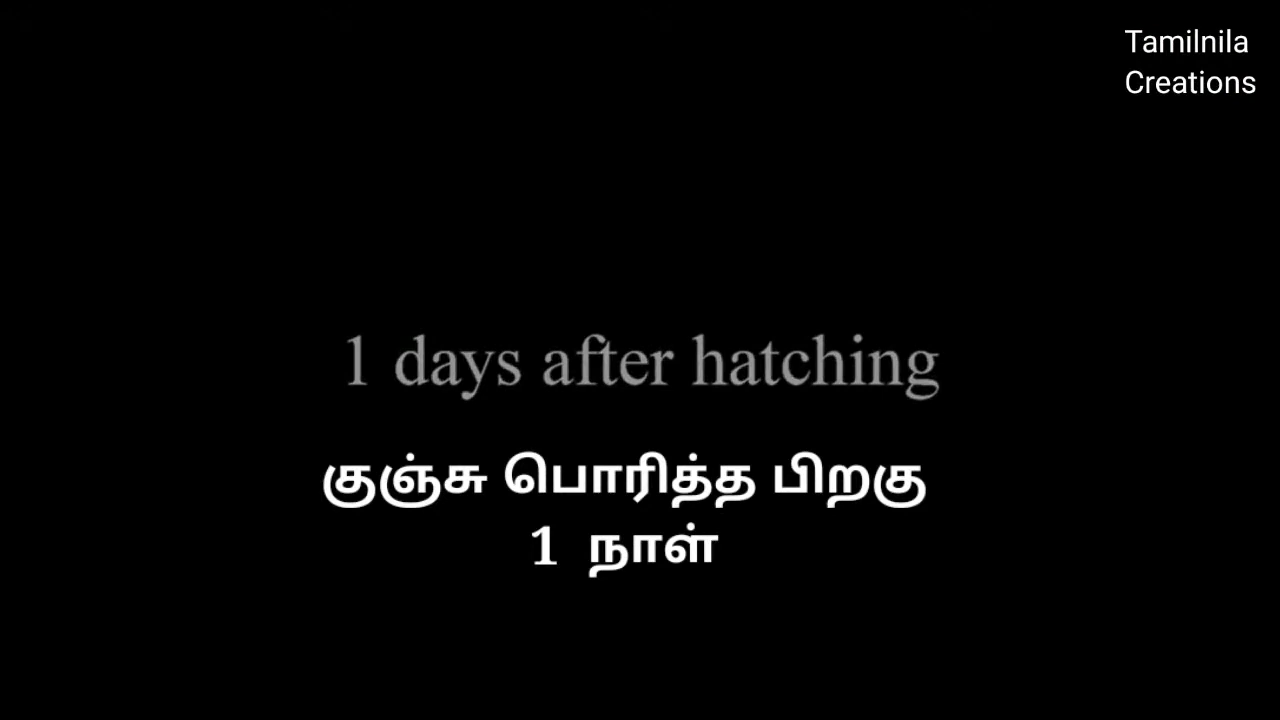 Tamilnila
Creations
1 days after hatching
குஞ்சு பொரித்த பிறகு
1 நாள்